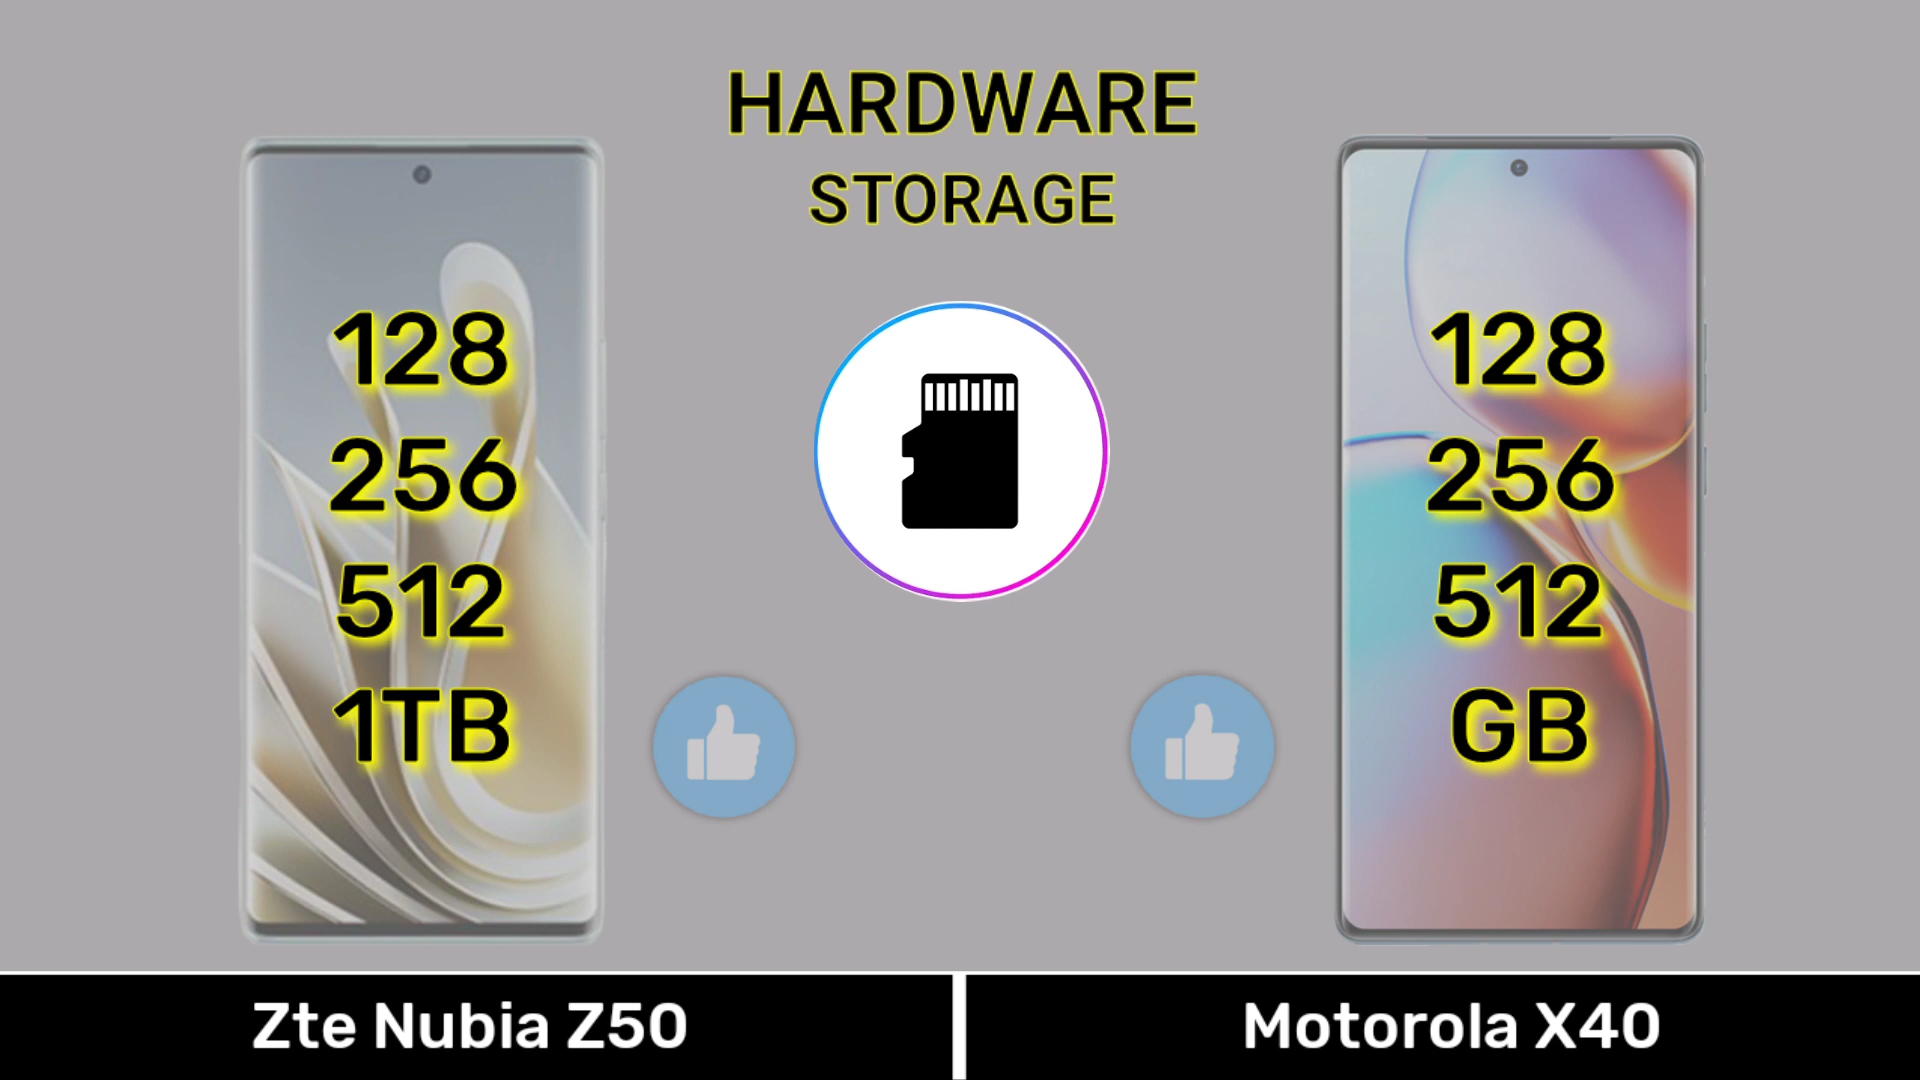 HARDWARE
STORAGE
128
256
512
1TB
128
256
512
GB
Zte Nubia Z50
Motorola X40